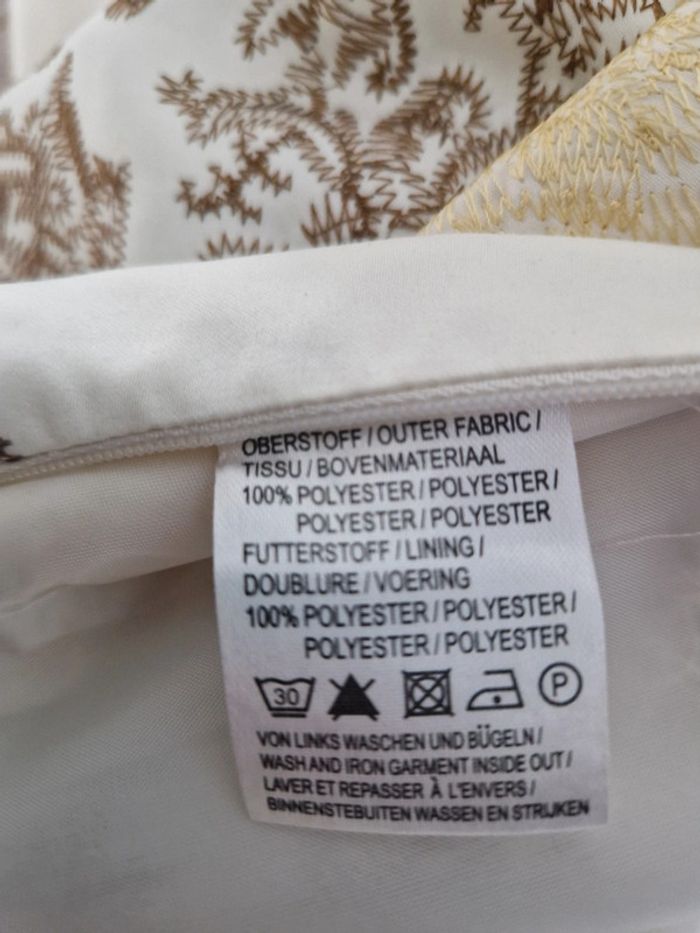 OBERSTOFF / OUTER FABRIC /
TISSU / BOVENMATERIAAL
100% POLYESTER / POLYESTER /
POLYESTER / POLYESTER
FUTTERSTOFF / LINING /
DOUBLURE / VOERING
100% POLYESTER / POLYESTER /
POLYESTER / POLYESTER
30 P
VON LINKS WASCHEN UND BÜGELN /
WASH AND IRON GARMENT INSIDE OUT /
LAVER ET REPASSER À L'ENVERS /
BINNENSTEBUITEN WASSEN EN STRIJKEN